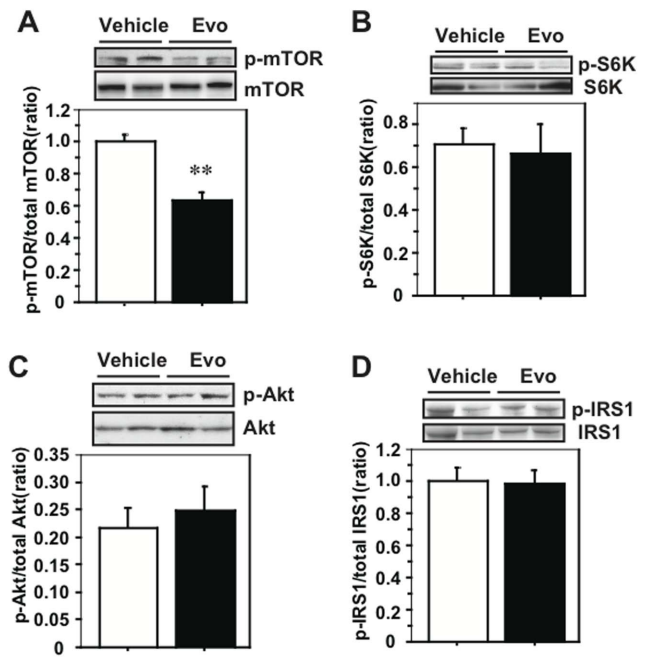 A
Vehicle Evo
p-mTOR
mTOR
p-mTOR/total mTOR(ratio)
1.2
1.0
0.8
0.6
0.4
0.2
0
**
B
Vehicle Evo
p-S6K
S6K
p-S6K/total S6K(ratio)
0.8
0.6
0.4
0.2
0
C
Vehicle Evo
p-Akt
Akt
p-Akt/total Akt(ratio)
0.35
0.30
0.25
0.20
0.15
0.10
0.05
0
D
Vehicle Evo
p-IRS1
IRS1
p-IRS1/total IRS1(ratio)
1.2
1.0
0.8
0.6
0.4
0.2
0